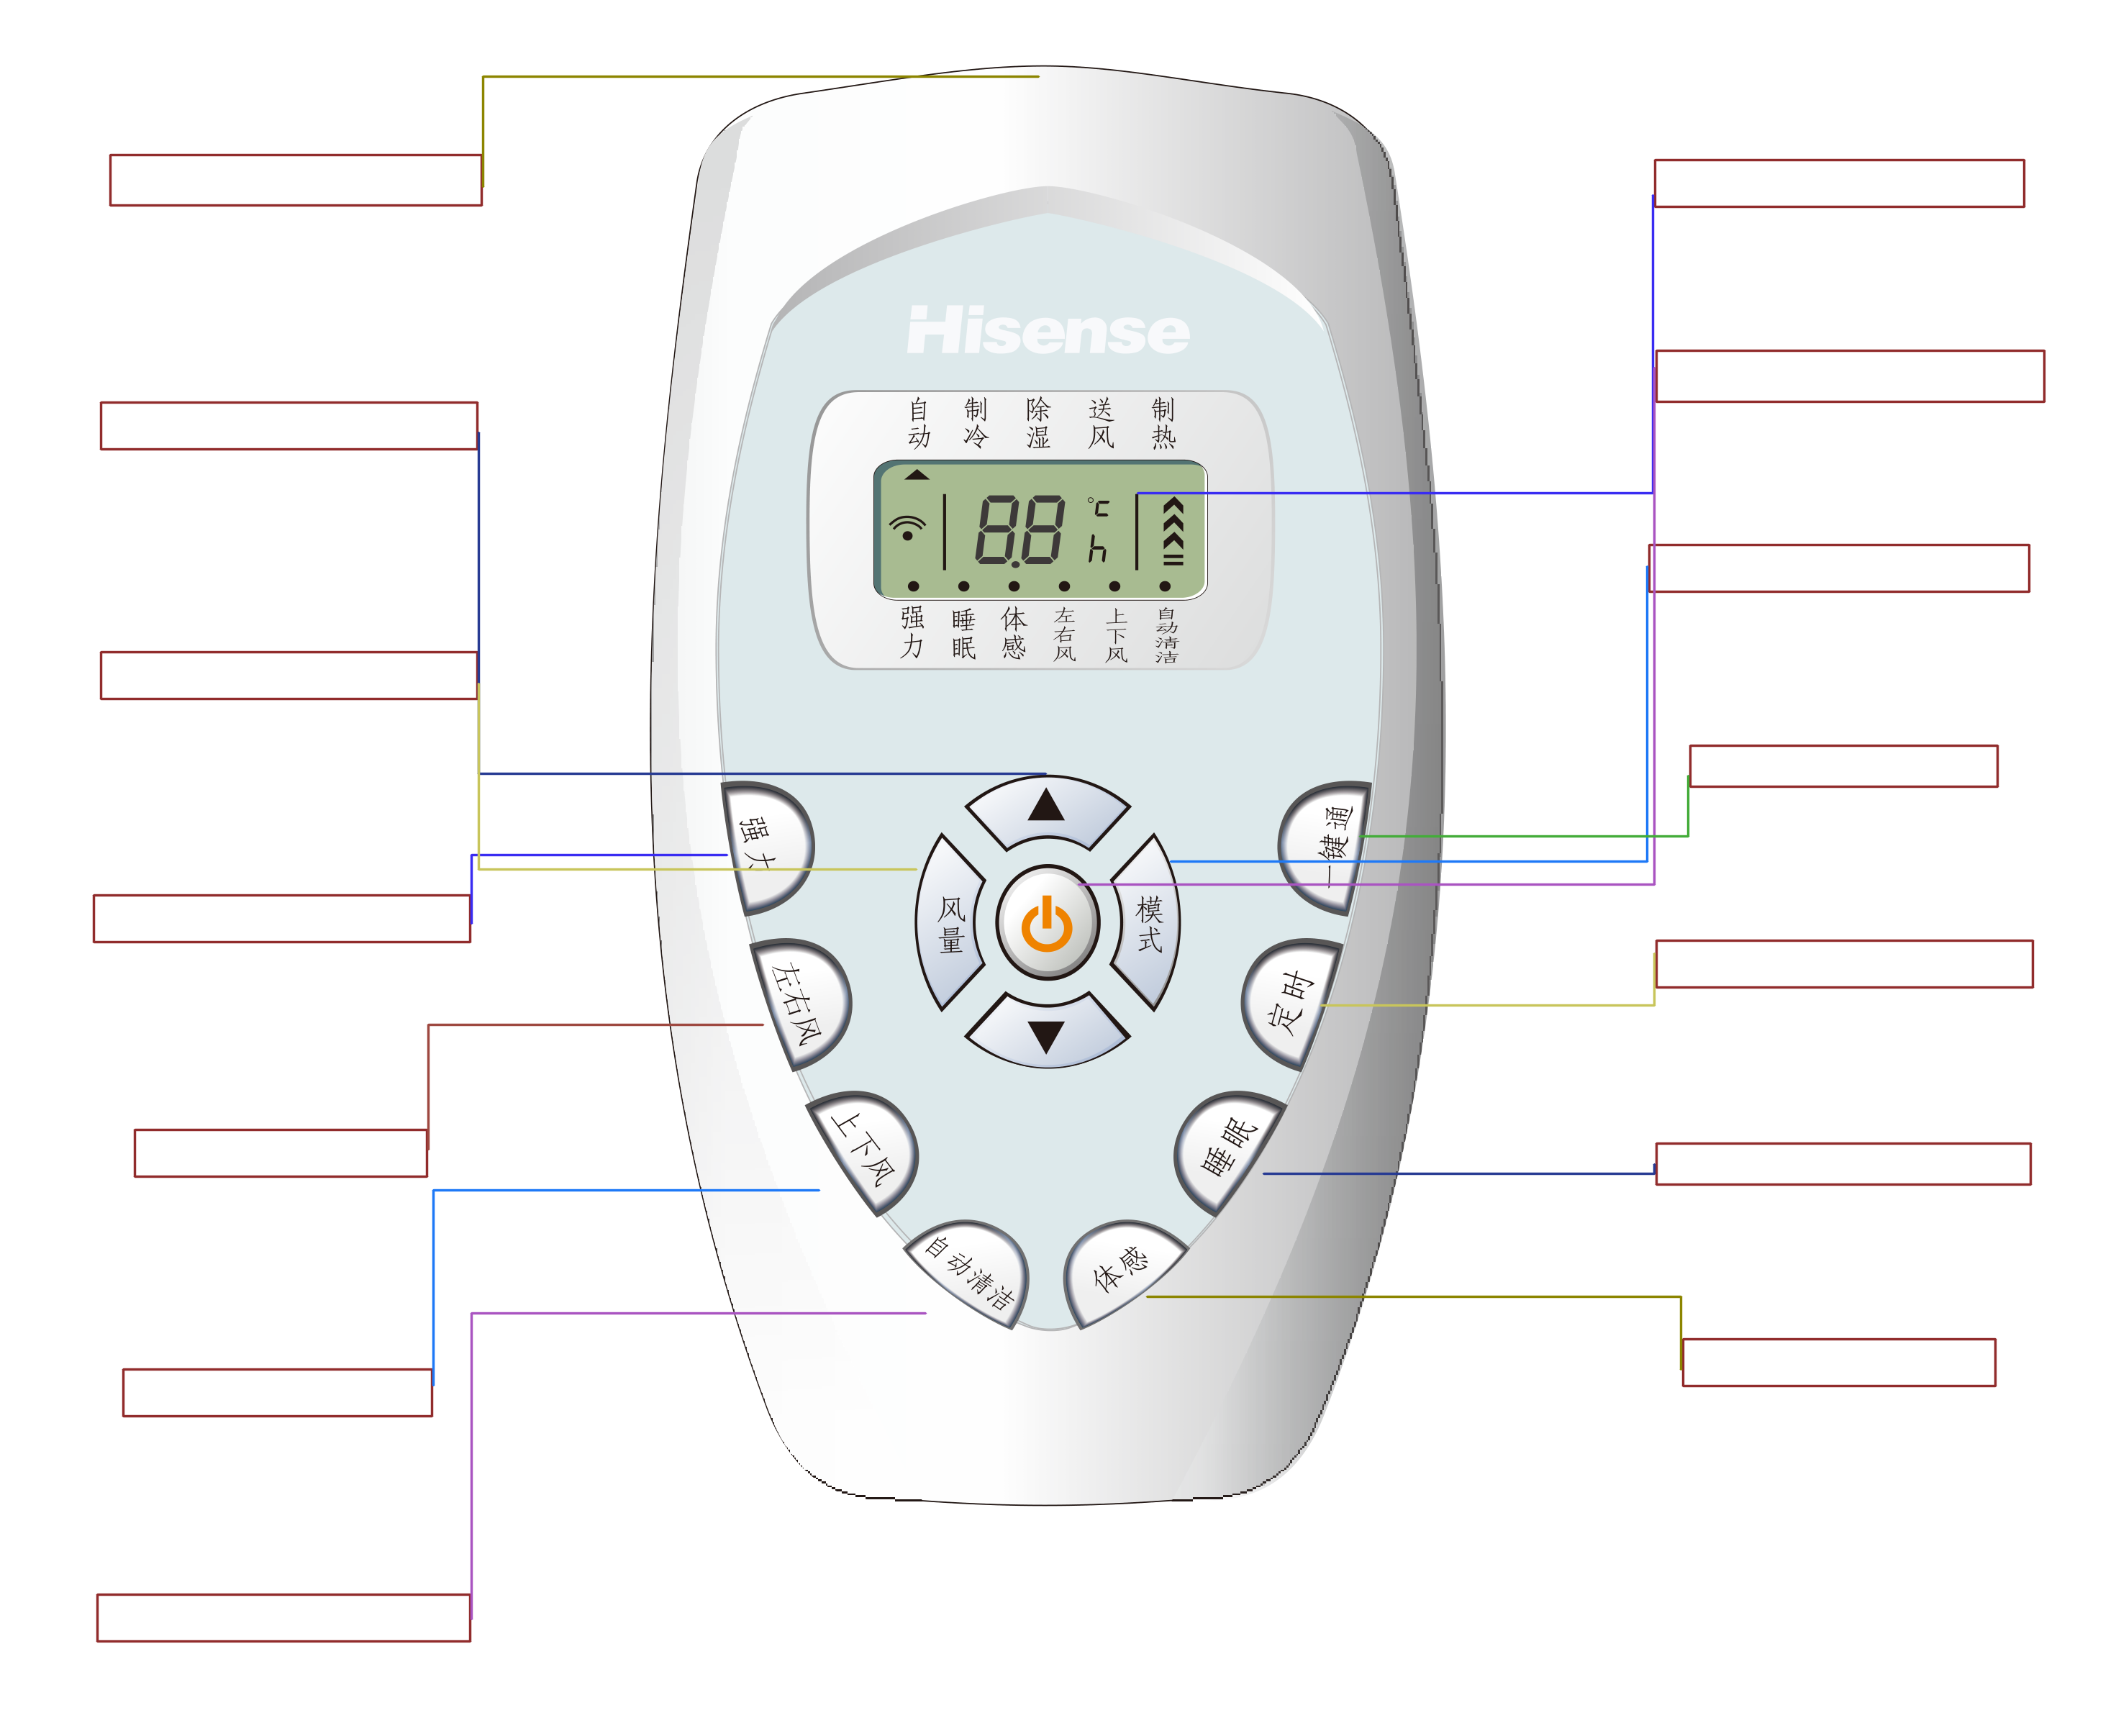 Hisense
自动 制冷 除湿 送风 制热
8.8 °C
h
强力 睡眠 体感 左右风 上下风 自动清洁
强力
一键通
风量
模式
左右风
定时
上下风
睡眠
自动清洁
体感